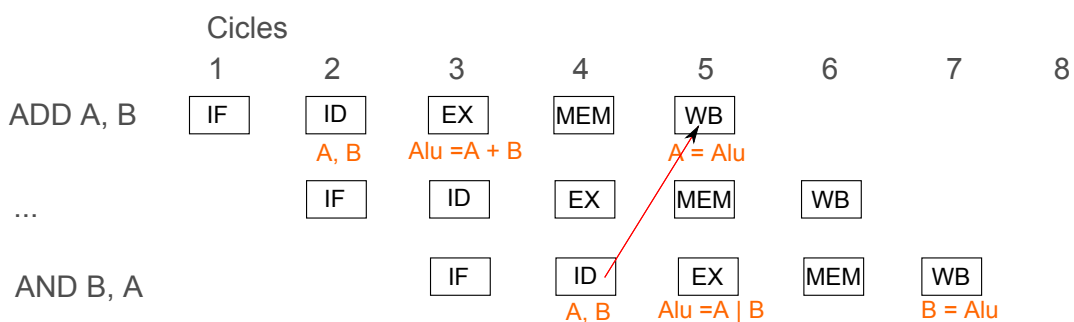 Cicles
1 2 3 4 5 6 7 8
ADD A, B IF ID EX MEM WB
A, B Alu =A + B A = Alu
... IF ID EX MEM WB
AND B, A IF ID EX MEM WB
A, B Alu =A | B B = Alu